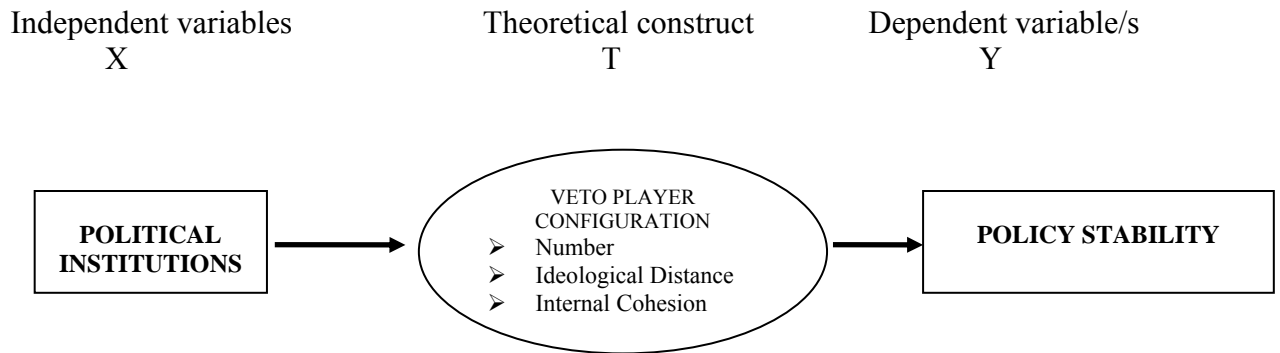 Independent variables Theoretical construct Dependent variable/s
X T Y
VETO PLAYER
CONFIGURATION
POLITICAL
INSTITUTIONS
➢ Number
➢ Ideological Distance
➢ Internal Cohesion
POLICY STABILITY